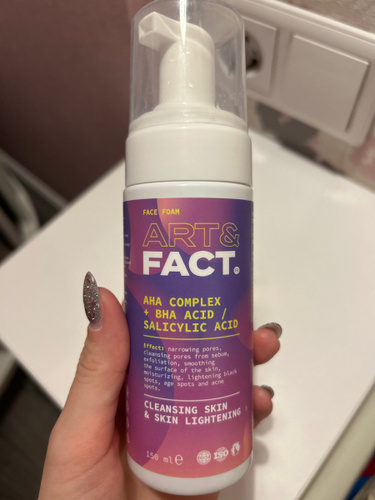 FACE FOAM
ART&
FACT.
AHA COMPLEX
+ BHA ACID /
SALICYLIC ACID
Effect: narrowing pores,
cleansing pores from sebum,
exfoliation, smoothing
the surface of the skin,
moisturizing, lightening black
spots, age spots and acne
spots.
CLEANSING SKIN
& SKIN LIGHTENING
150 ml e
ISO